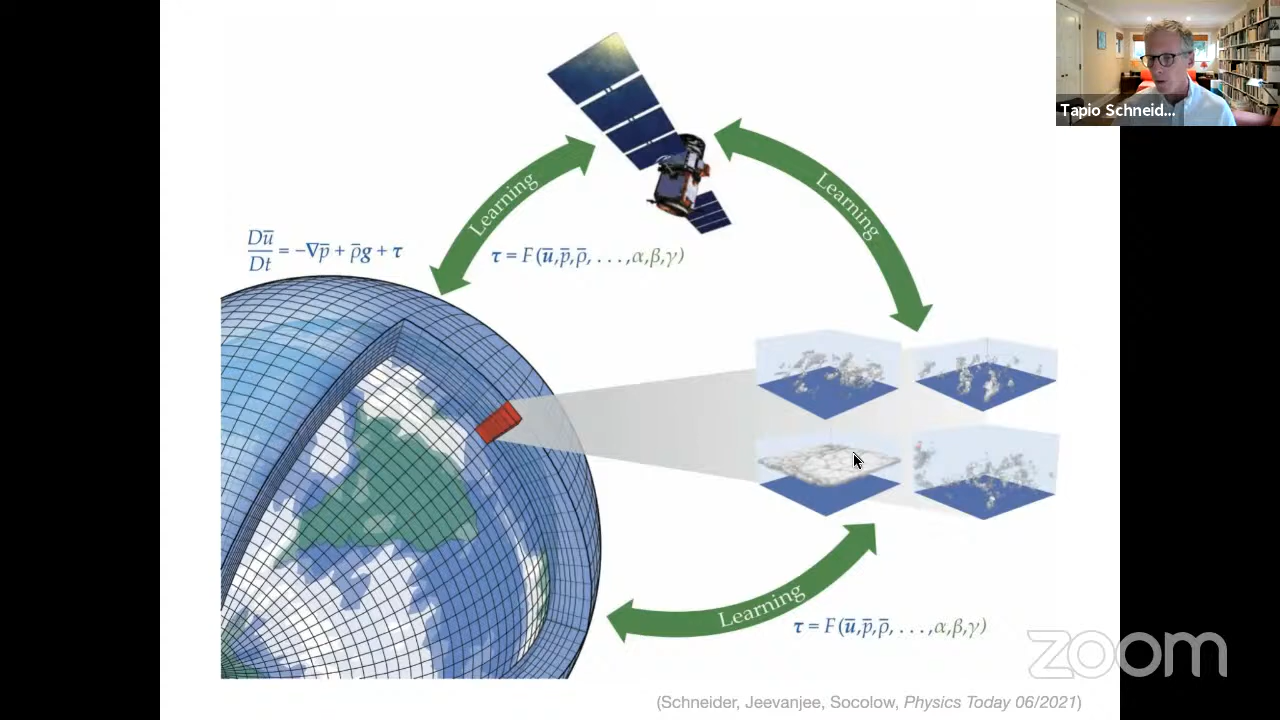 Tapio Schneid...
Learning
Learning
Dū/Dt = −∇p̄ + ρ̄g + τ
τ = F(ū,p̄,ρ̄, . . . ,α,β,γ)
Learning
τ = F(ū,p̄,ρ̄, . . . ,α,β,γ)
zoom
(Schneider, Jeevanjee, Socolow, Physics Today 06/2021)